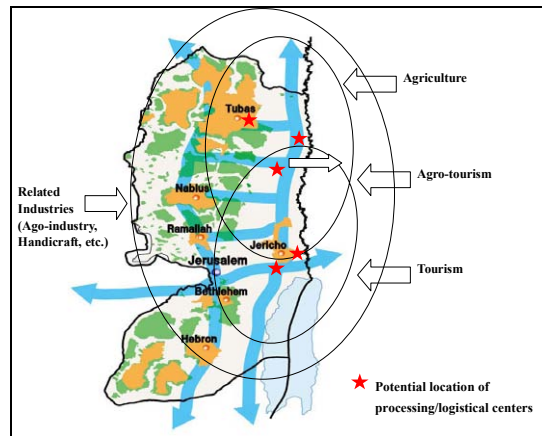 Agriculture
Tubas
Agro-tourism
Related
Industries
(Ago-industry,
Handicraft, etc.)
Nablus
Ramallah
Jericho
Jerusalem
Tourism
Bethlehem
Hebron
Potential location of
processing/logistical centers